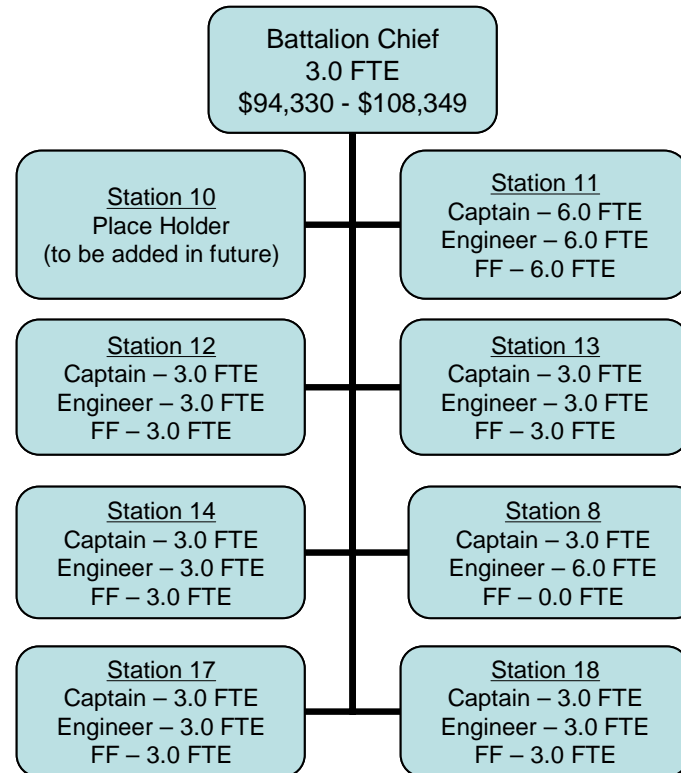 Battalion Chief
3.0 FTE
$94,330 - $108,349
Station 10
Place Holder
(to be added in future)
Station 11
Captain – 6.0 FTE
Engineer – 6.0 FTE
FF – 6.0 FTE
Station 12
Captain – 3.0 FTE
Engineer – 3.0 FTE
FF – 3.0 FTE
Station 13
Captain – 3.0 FTE
Engineer – 3.0 FTE
FF – 3.0 FTE
Station 14
Captain – 3.0 FTE
Engineer – 3.0 FTE
FF – 3.0 FTE
Station 8
Captain – 3.0 FTE
Engineer – 6.0 FTE
FF – 0.0 FTE
Station 17
Captain – 3.0 FTE
Engineer – 3.0 FTE
FF – 3.0 FTE
Station 18
Captain – 3.0 FTE
Engineer – 3.0 FTE
FF – 3.0 FTE